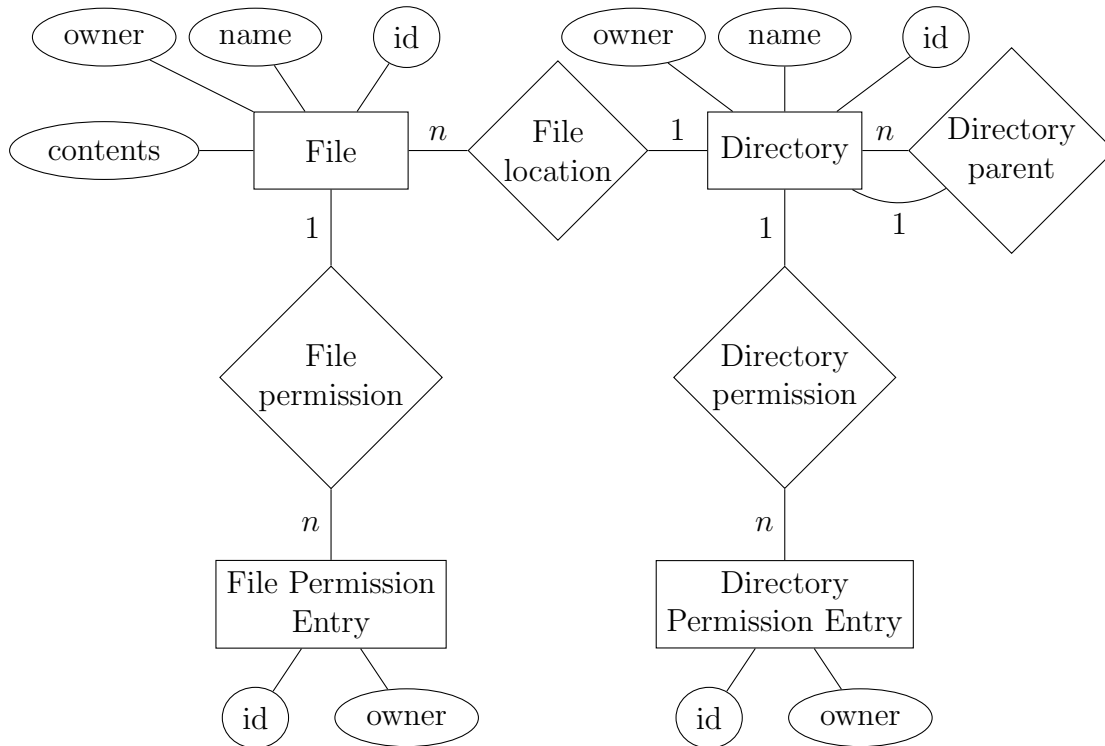 owner
name
id
owner
name
id
contents
File
n
File
location
1
Directory
n
Directory
parent
1
1
1
File
permission
Directory
permission
n
n
File Permission
Entry
Directory
Permission Entry
id
owner
id
owner